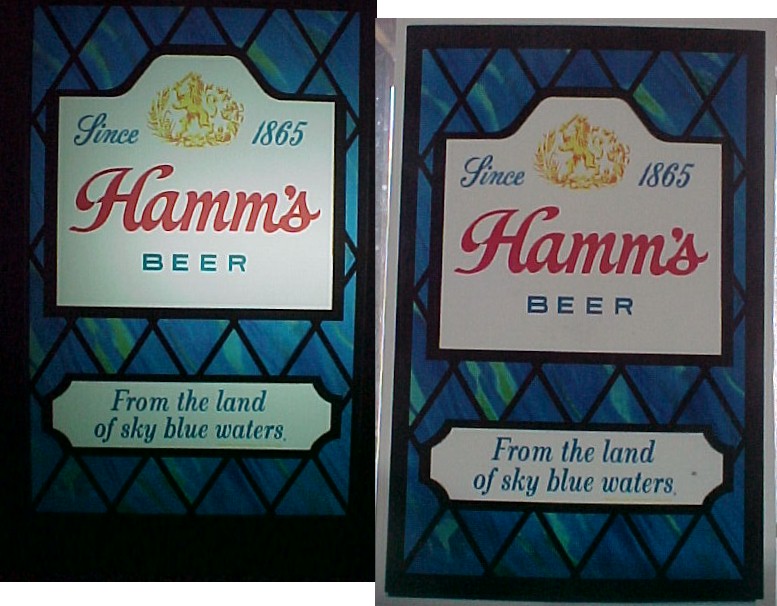 Since 1865
Hamm's
BEER
From the land
of sky blue waters.
Since 1865
Hamm's
BEER
From the land
of sky blue waters.